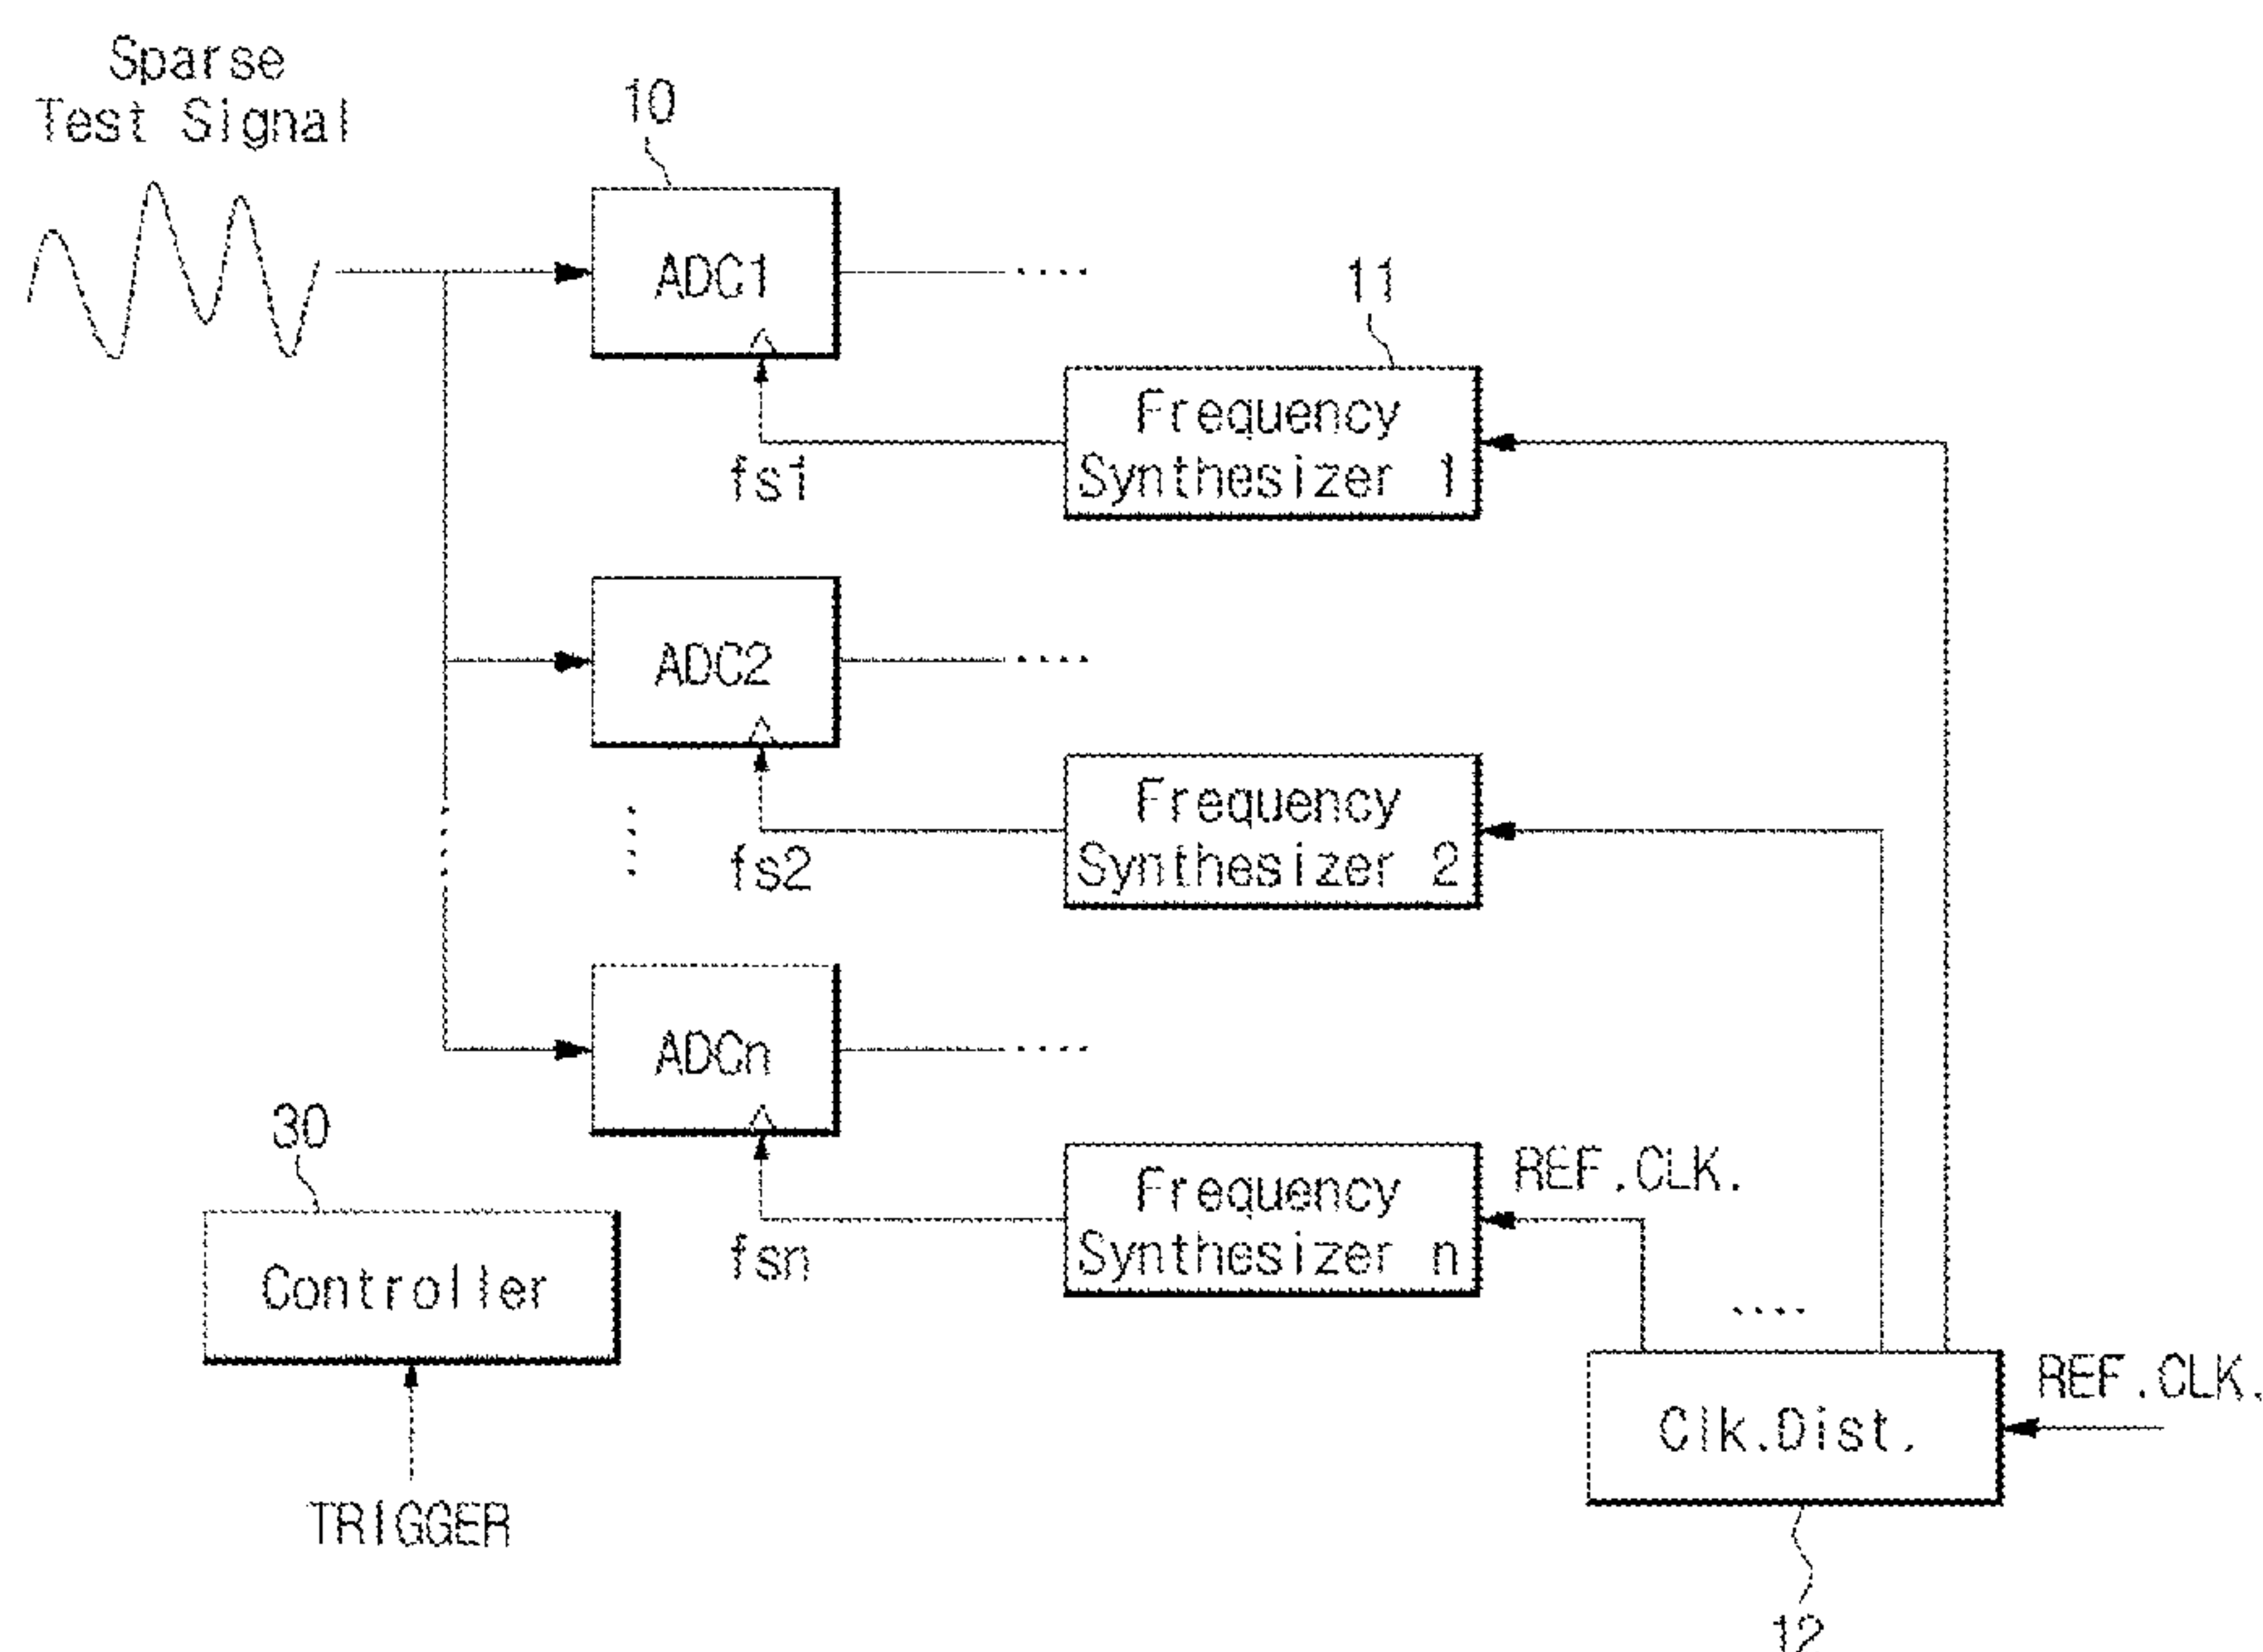 Sparse
Test Signal
10
ADC1
11
Frequency
Synthesizer 1
fs1
ADC2
Frequency
Synthesizer 2
fs2
ADCn
30
Frequency
Synthesizer n
REF.CLK.
fsn
Controller
REF.CLK.
Clk.Dist.
TRIGGER
12